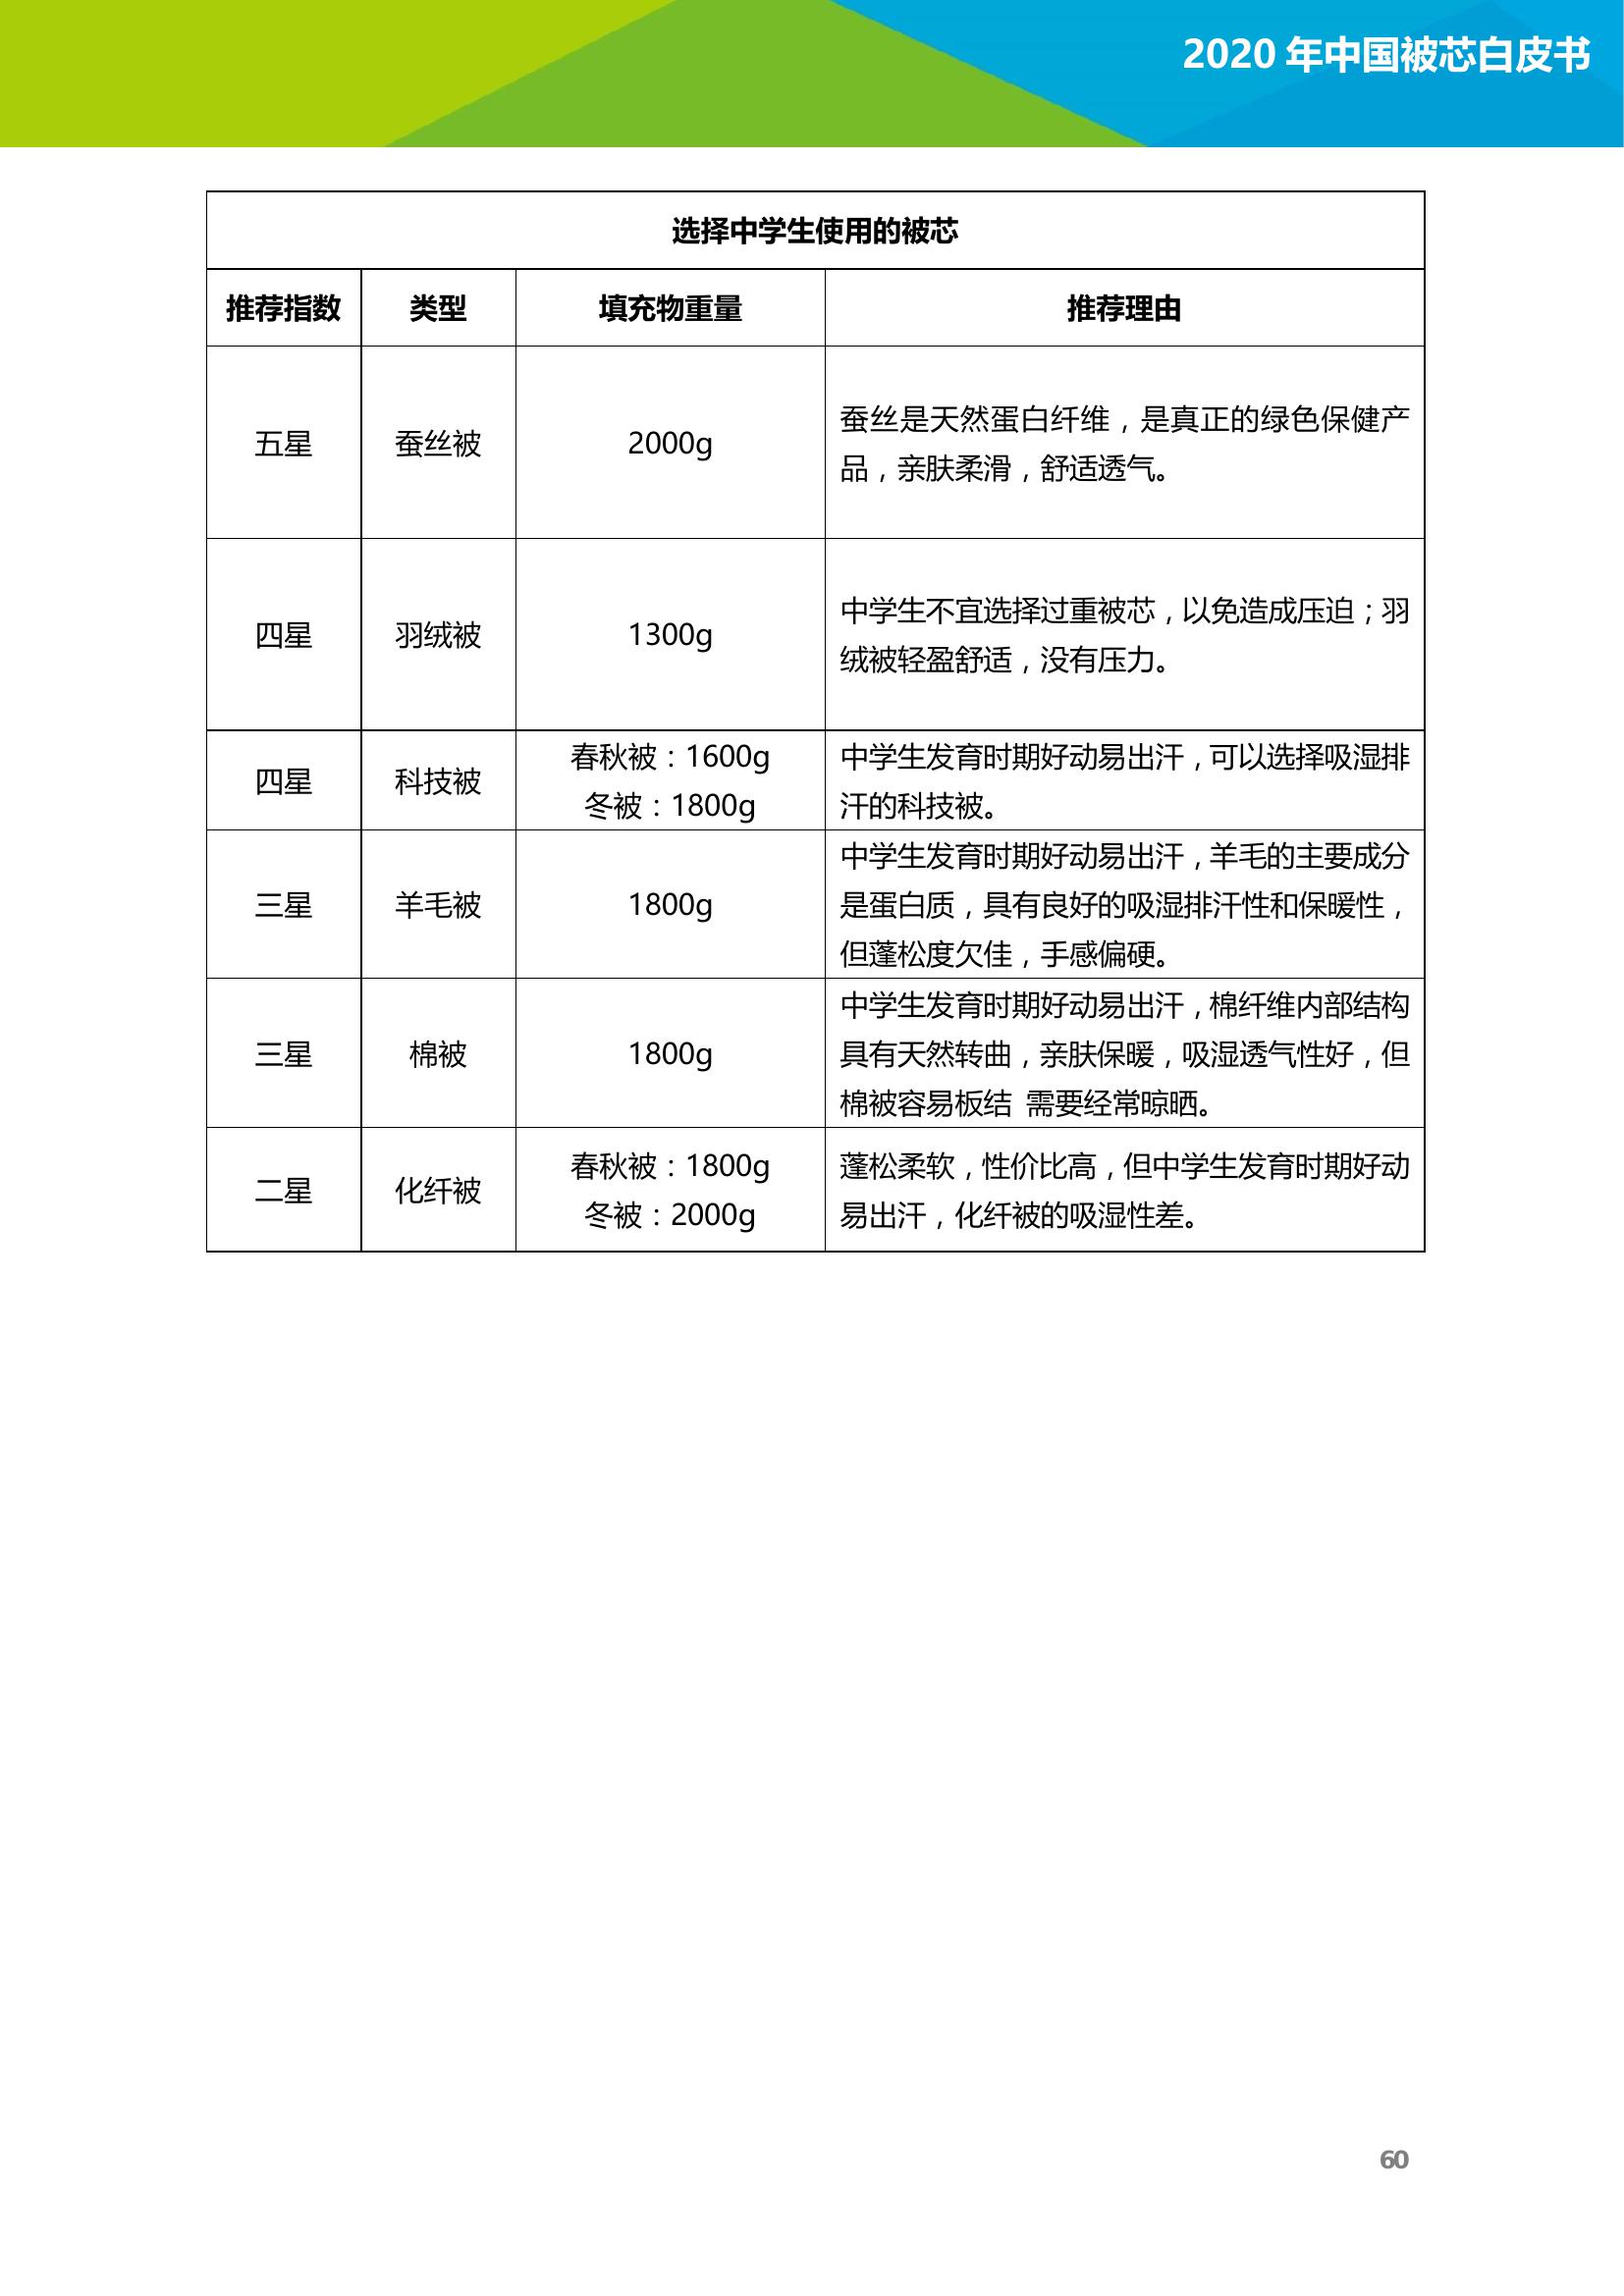 2020 年中国被芯白皮书
选择中学生使用的被芯
推荐指数 类型 填充物重量 推荐理由
五星 蚕丝被 2000g 蚕丝是天然蛋白纤维，是真正的绿色保健产
品，亲肤柔滑，舒适透气。
四星 羽绒被 1300g 中学生不宜选择过重被芯，以免造成压迫；羽
绒被轻盈舒适，没有压力。
四星 科技被 春秋被：1600g 中学生发育时期好动易出汗，可以选择吸湿排
冬被：1800g 汗的科技被。
三星 羊毛被 1800g 中学生发育时期好动易出汗，羊毛的主要成分
是蛋白质，具有良好的吸湿排汗性和保暖性，
但蓬松度欠佳，手感偏硬。
三星 棉被 1800g 中学生发育时期好动易出汗，棉纤维内部结构
具有天然转曲，亲肤保暖，吸湿透气性好，但
棉被容易板结 需要经常晾晒。
二星 化纤被 春秋被：1800g 蓬松柔软，性价比高，但中学生发育时期好动
冬被：2000g 易出汗，化纤被的吸湿性差。
60